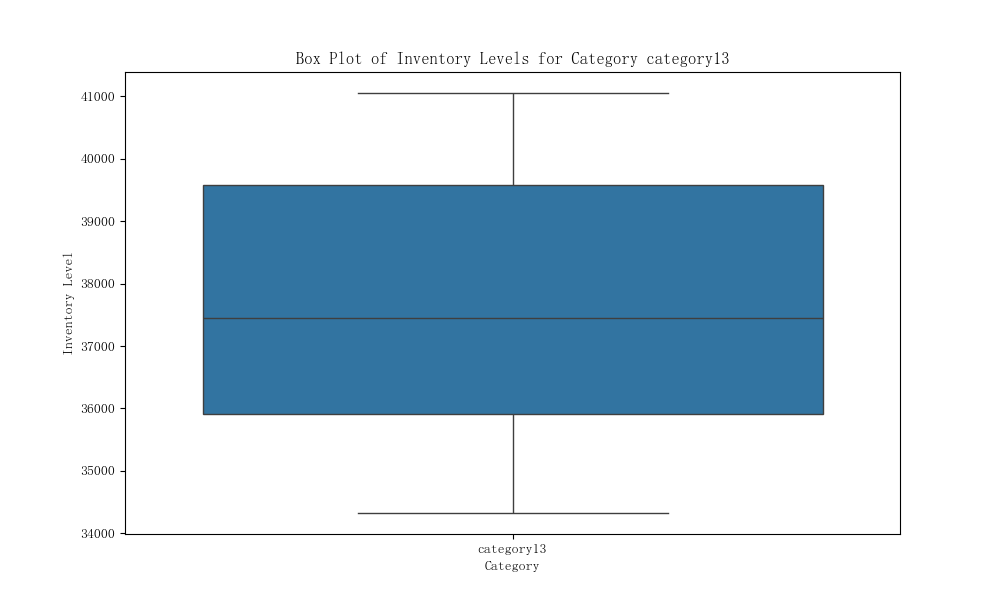 Box Plot of Inventory Levels for Category category13
41000
40000
39000
38000
37000
36000
35000
34000
Inventory Level
category13
Category